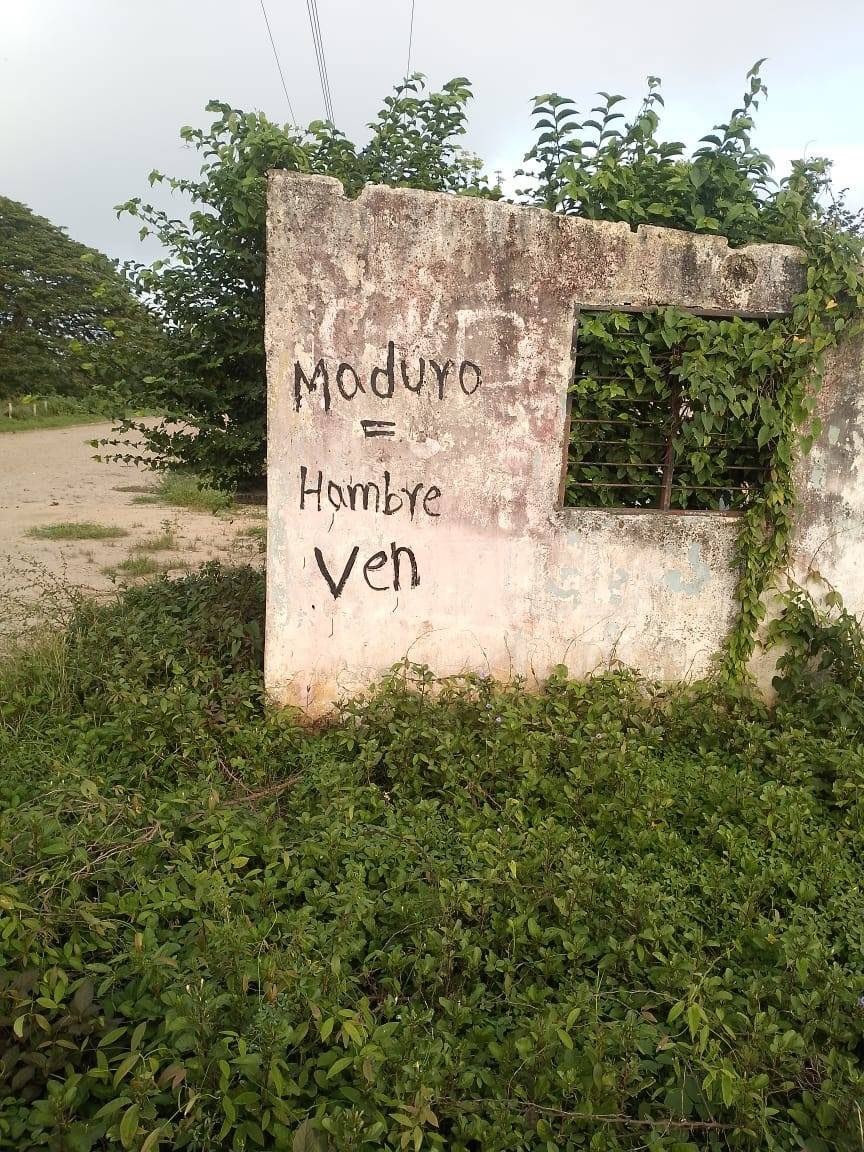 Maduro
=
Hambre
Ven